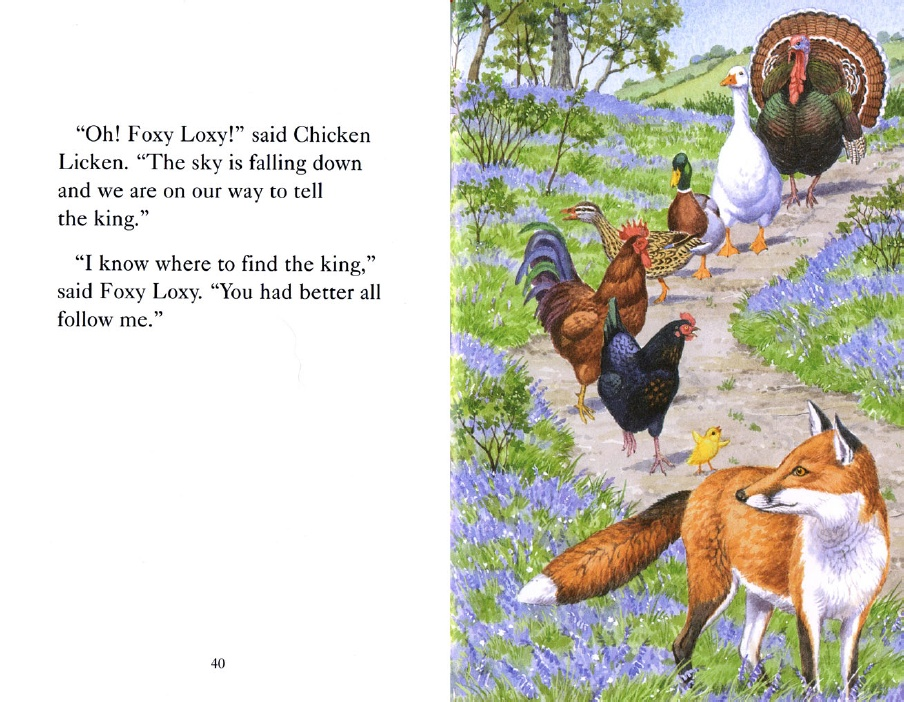 “Oh! Foxy Loxy!” said Chicken
Licken. “The sky is falling down
and we are on our way to tell
the king.”
“I know where to find the king,”
said Foxy Loxy. “You had better all
follow me.”
40